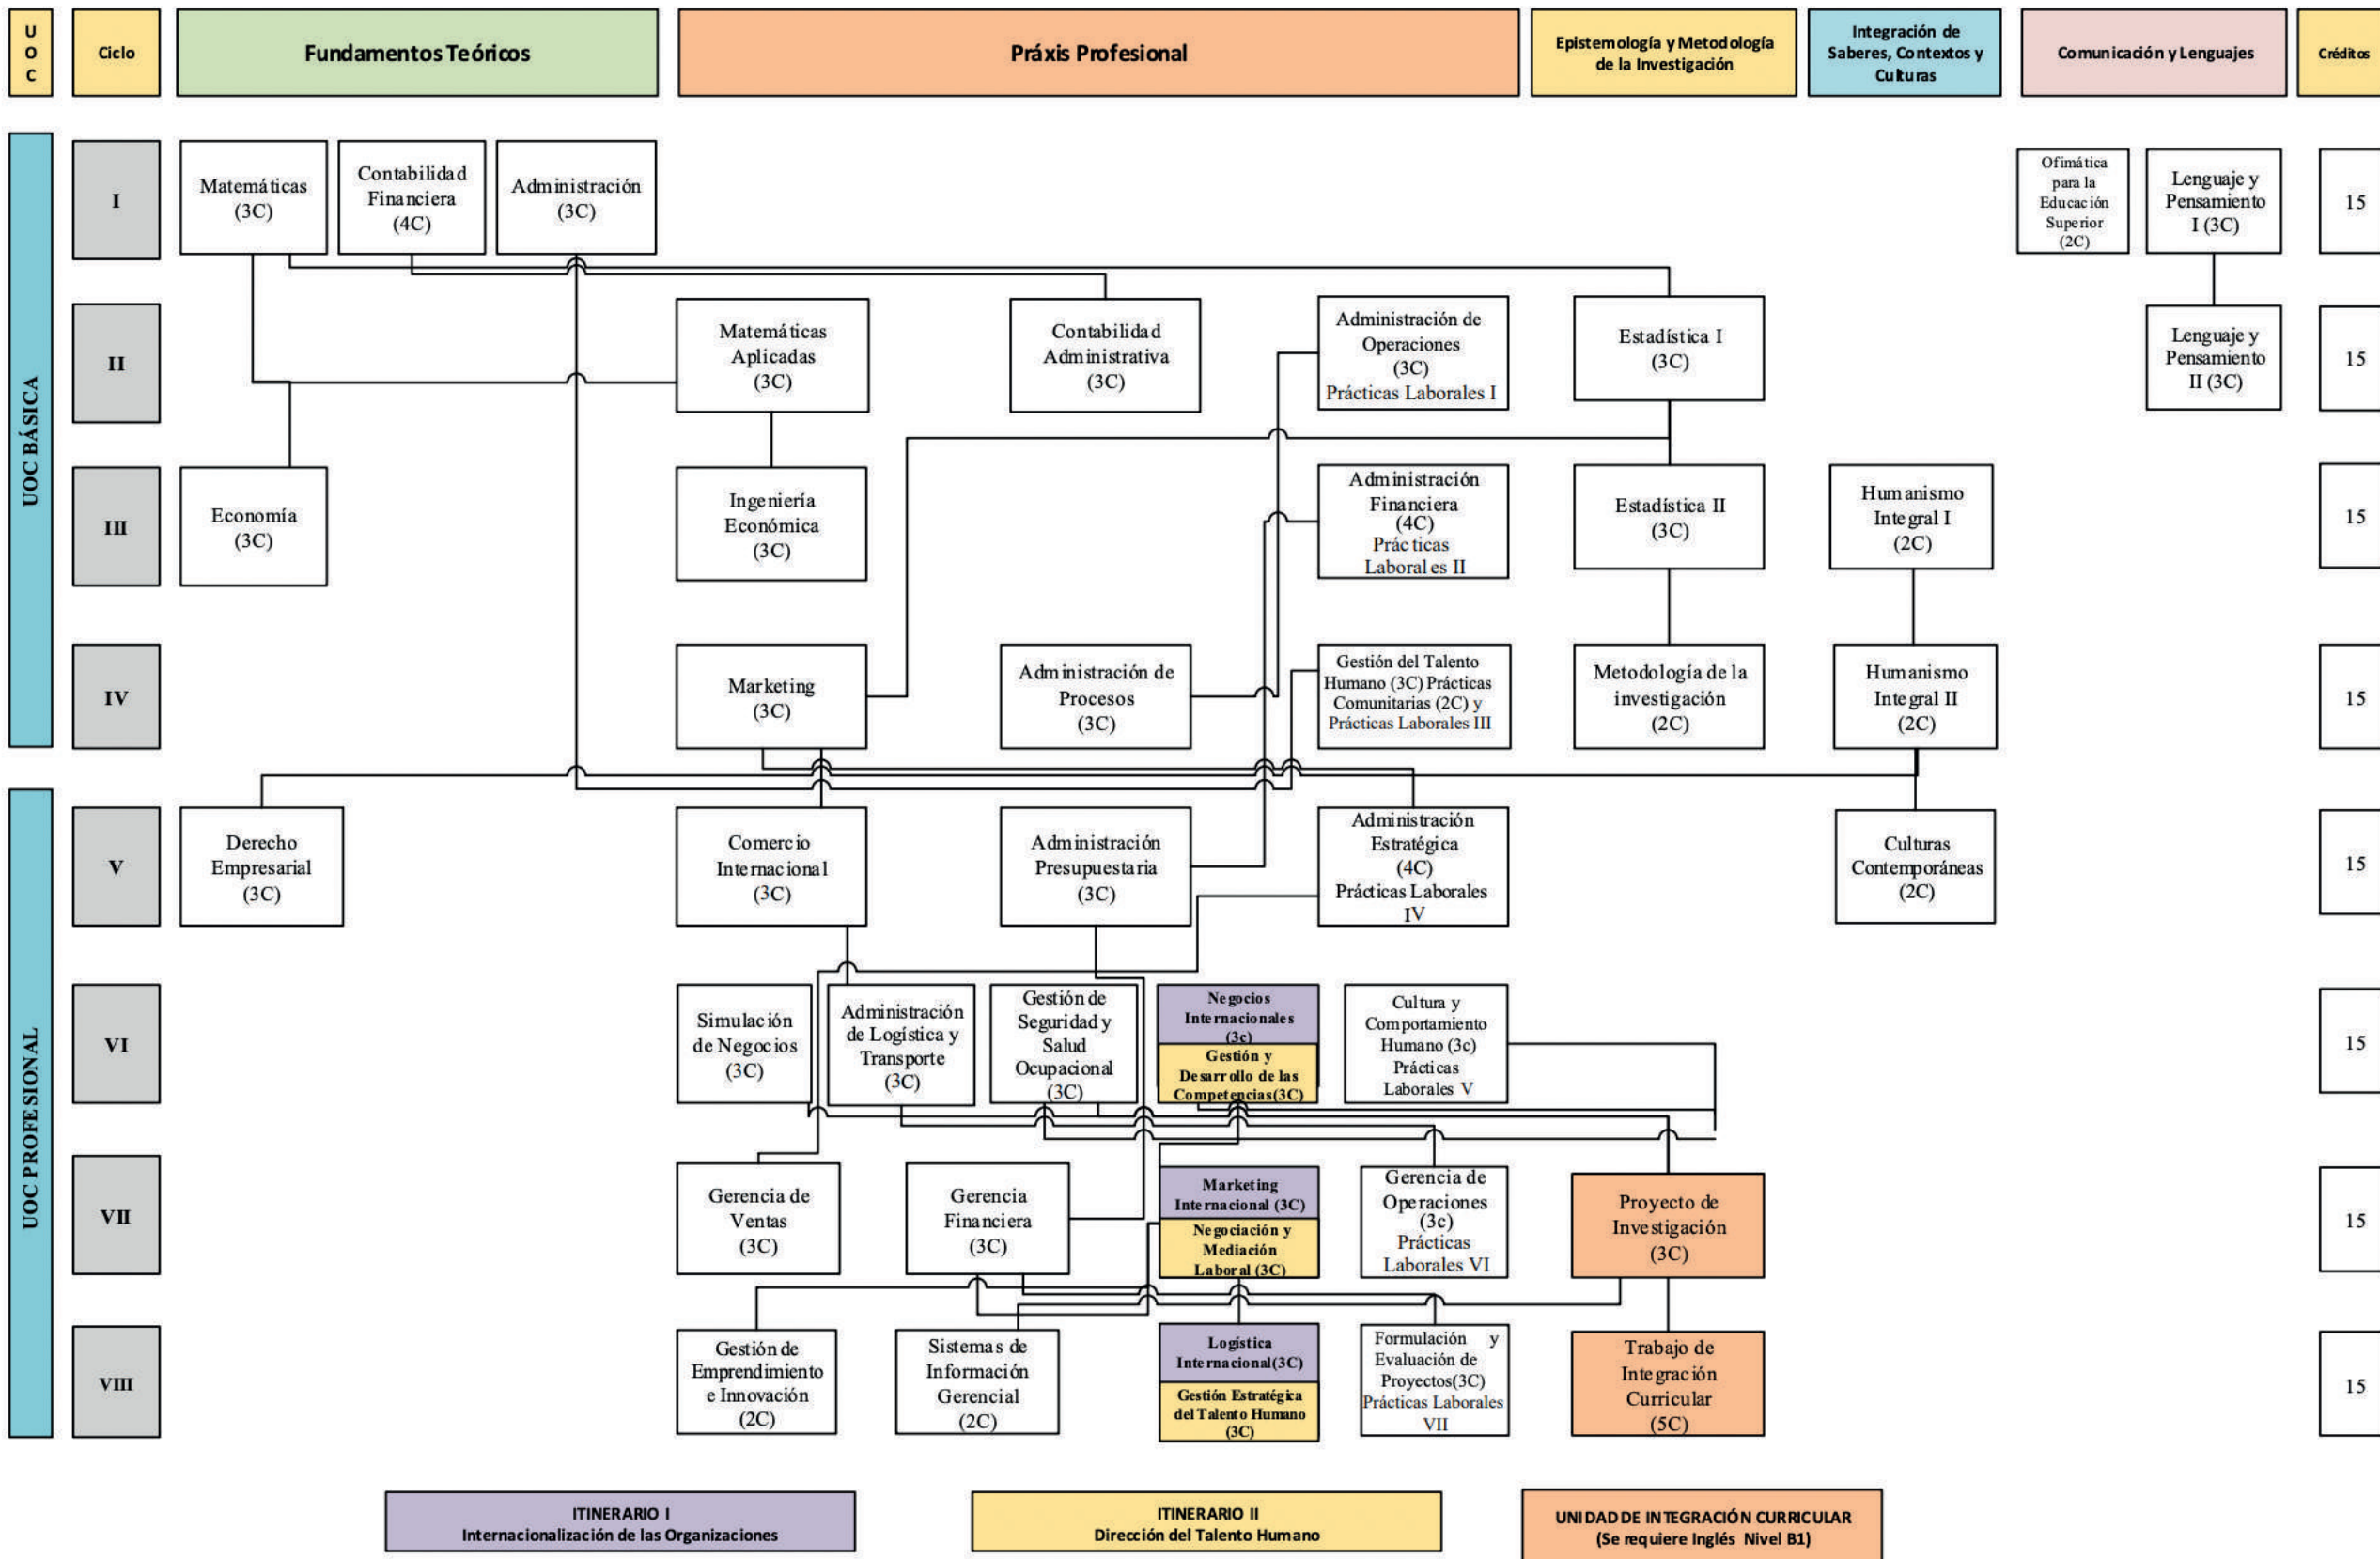 U
O
C
Ciclo
Fundamentos Teóricos
Práxis Profesional
Epistemología y Metodología
de la Investigación
Integración de
Saberes, Contextos y
Culturas
Comunicación y Lenguajes
Créditos
UOC BÁSICA
I
Matemáticas
(3C)
Contabilidad
Financiera
(4C)
Administración
(3C)
Ofimática
para la
Educación
Superior
(2C)
Lenguaje y
Pensamiento
I (3C)
15
II
Matemáticas
Aplicadas
(3C)
Contabilidad
Administrativa
(3C)
Administración de
Operaciones
(3C)
Prácticas Laborales I
Estadística I
(3C)
Lenguaje y
Pensamiento
II (3C)
15
III
Economía
(3C)
Ingeniería
Económica
(3C)
Administración
Financiera
(4C)
Prácticas
Laborales II
Estadística II
(3C)
Humanismo
Integral I
(2C)
15
IV
Marketing
(3C)
Administración de
Procesos
(3C)
Gestión del Talento
Humano (3C) Prácticas
Comunitarias (2C) y
Prácticas Laborales III
Metodología de la
investigación
(2C)
Humanismo
Integral II
(2C)
15
UOC PROFESIONAL
V
Derecho
Empresarial
(3C)
Comercio
Internacional
(3C)
Administración
Presupuestaria
(3C)
Administración
Estratégica
(4C)
Prácticas Laborales
IV
Culturas
Contemporáneas
(2C)
15
VI
Simulación
de Negocios
(3C)
Administración
de Logística y
Transporte
(3C)
Gestión de
Seguridad y
Salud
Ocupacional
(3C)
Negocios
Internacionales
(3c)
Gestión y
Desarrollo de las
Competencias(3C)
Cultura y
Comportamiento
Humano (3c)
Prácticas
Laborales V
15
VII
Gerencia de
Ventas
(3C)
Gerencia
Financiera
(3C)
Marketing
Internacional (3C)
Negociación y
Mediación
Laboral (3C)
Gerencia de
Operaciones
(3c)
Prácticas
Laborales VI
Proyecto de
Investigación
(3C)
15
VIII
Gestión de
Emprendimiento
e Innovación
(2C)
Sistemas de
Información
Gerencial
(2C)
Logística
Internacional(3C)
Gestión Estratégica
del Talento Humano
(3C)
Formulación y
Evaluación de
Proyectos(3C)
Prácticas Laborales
VII
Trabajo de
Integración
Curricular
(5C)
15
ITINERARIO I
Internacionalización de las Organizaciones
ITINERARIO II
Dirección del Talento Humano
UNIDAD DE INTEGRACIÓN CURRICULAR
(Se requiere Inglés Nivel B1)